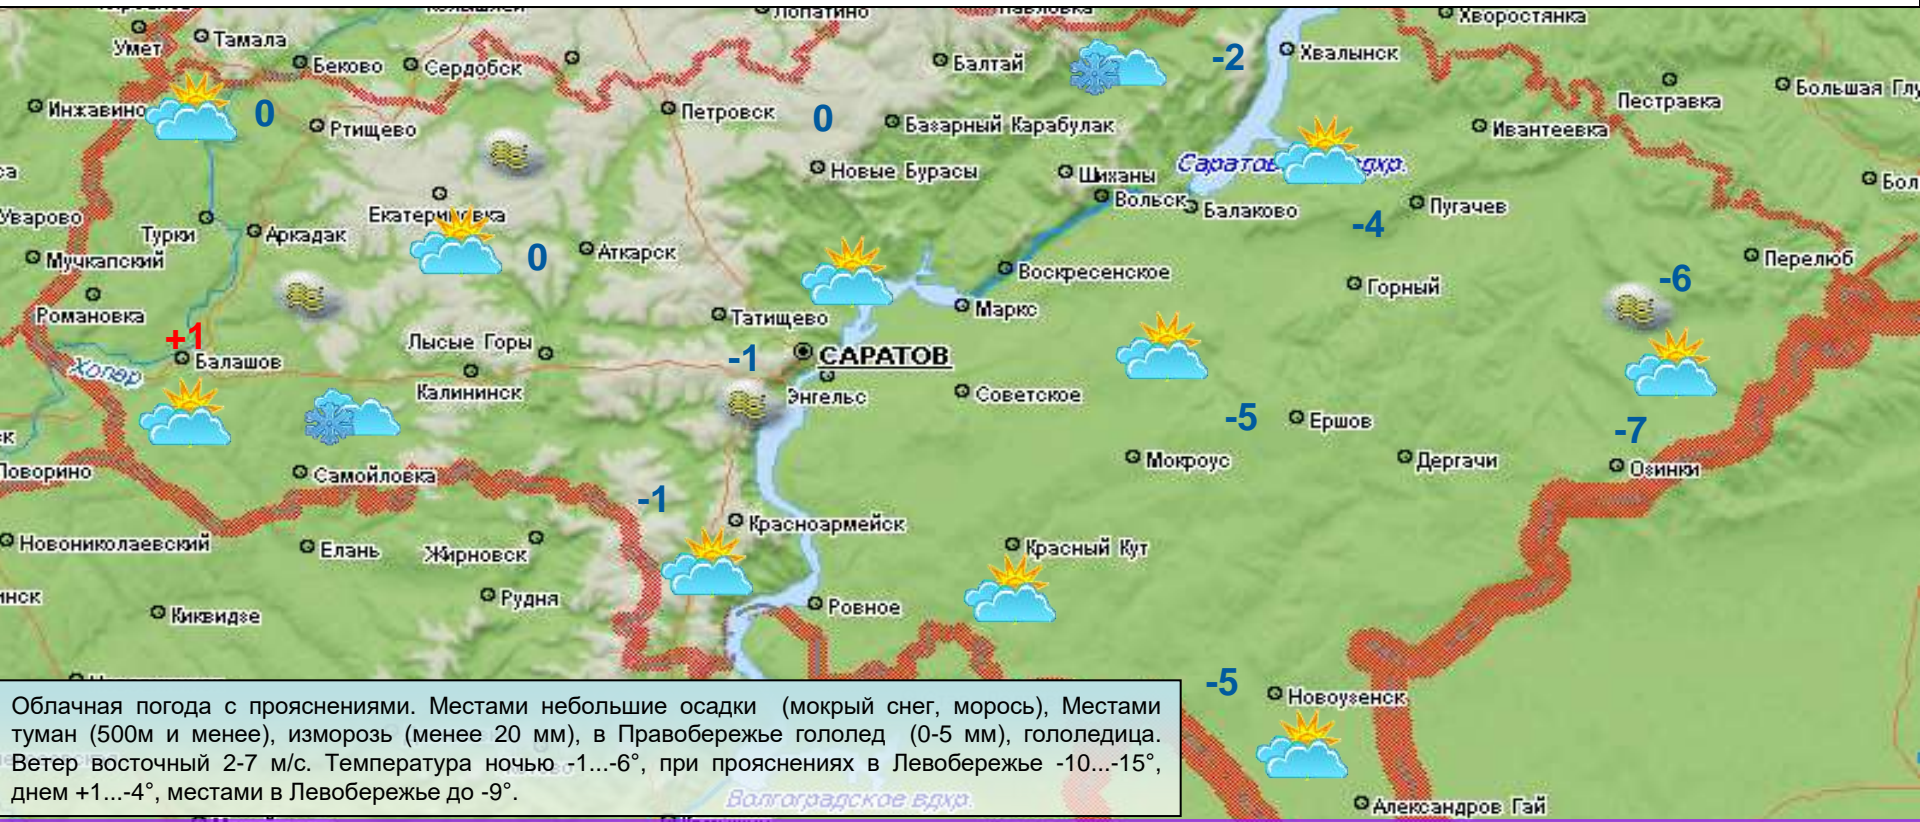 Лопатино
Хворостянка
Умет
Тамала
Беково
Сердобск
Балтай
-2
Хвалынск
Пестравка
Большая Глу
Инжавино
0
Ртищево
Петровск
0
Базарный Карабулак
Ивантеевка
Новые Бурасы
Шиханы
Саратов
вдхр.
Бол
Уварово
Екатериновка
Вольск
Балаково
Пугачев
Турки
Аркадак
-4
Мучкапский
0
Аткарск
Воскресенское
Перелюб
Горный
-6
Романовка
Татищево
Маркс
+1
Балашов
Лысые Горы
-1
САРАТОВ
Хопер
Калининск
Энгельс
Советское
-5
Ершов
-7
Поворино
Самойловка
Мокроус
Дергачи
Озинки
-1
Красноармейск
Новониколаевский
Елань
Жирновск
Красный Кут
инск
Рудня
Ровное
Киквидзе
-5
Новоузенск
Облачная погода с прояснениями. Местами небольшие осадки (мокрый снег, морось), Местами
туман (500м и менее), изморозь (менее 20 мм), в Правобережье гололед (0-5 мм), гололедица.
Ветер восточный 2-7 м/с. Температура ночью -1...-6°, при прояснениях в Левобережье -10...-15°,
днем +1...-4°, местами в Левобережье до -9°.
Волгоградское вдхр.
Александров Гай